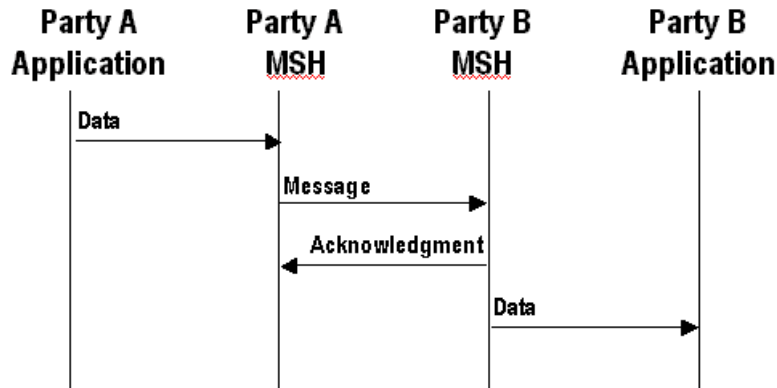 Party A Application
Party A MSH
Party B MSH
Party B Application
Data
Message
Acknowledgment
Data